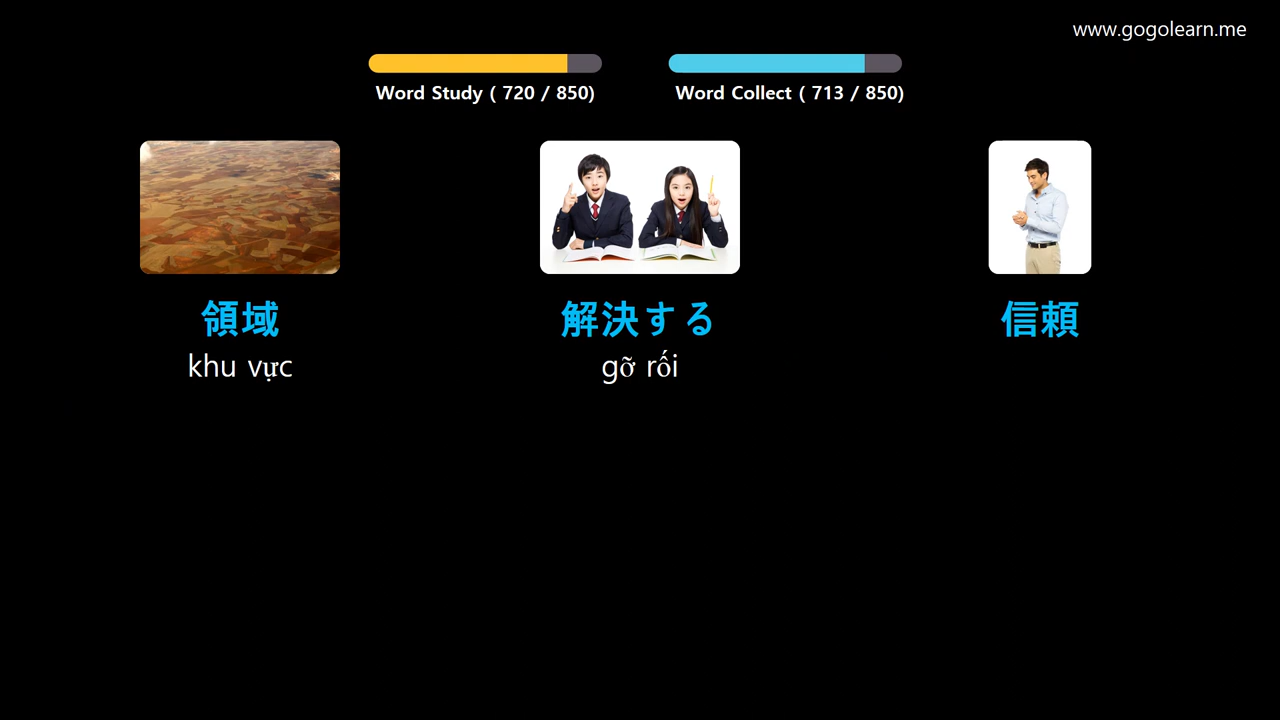 www.gogolearn.me
Word Study ( 720 / 850)
Word Collect ( 713 / 850)
領域
解決する
信頼
khu vực
gỡ rối